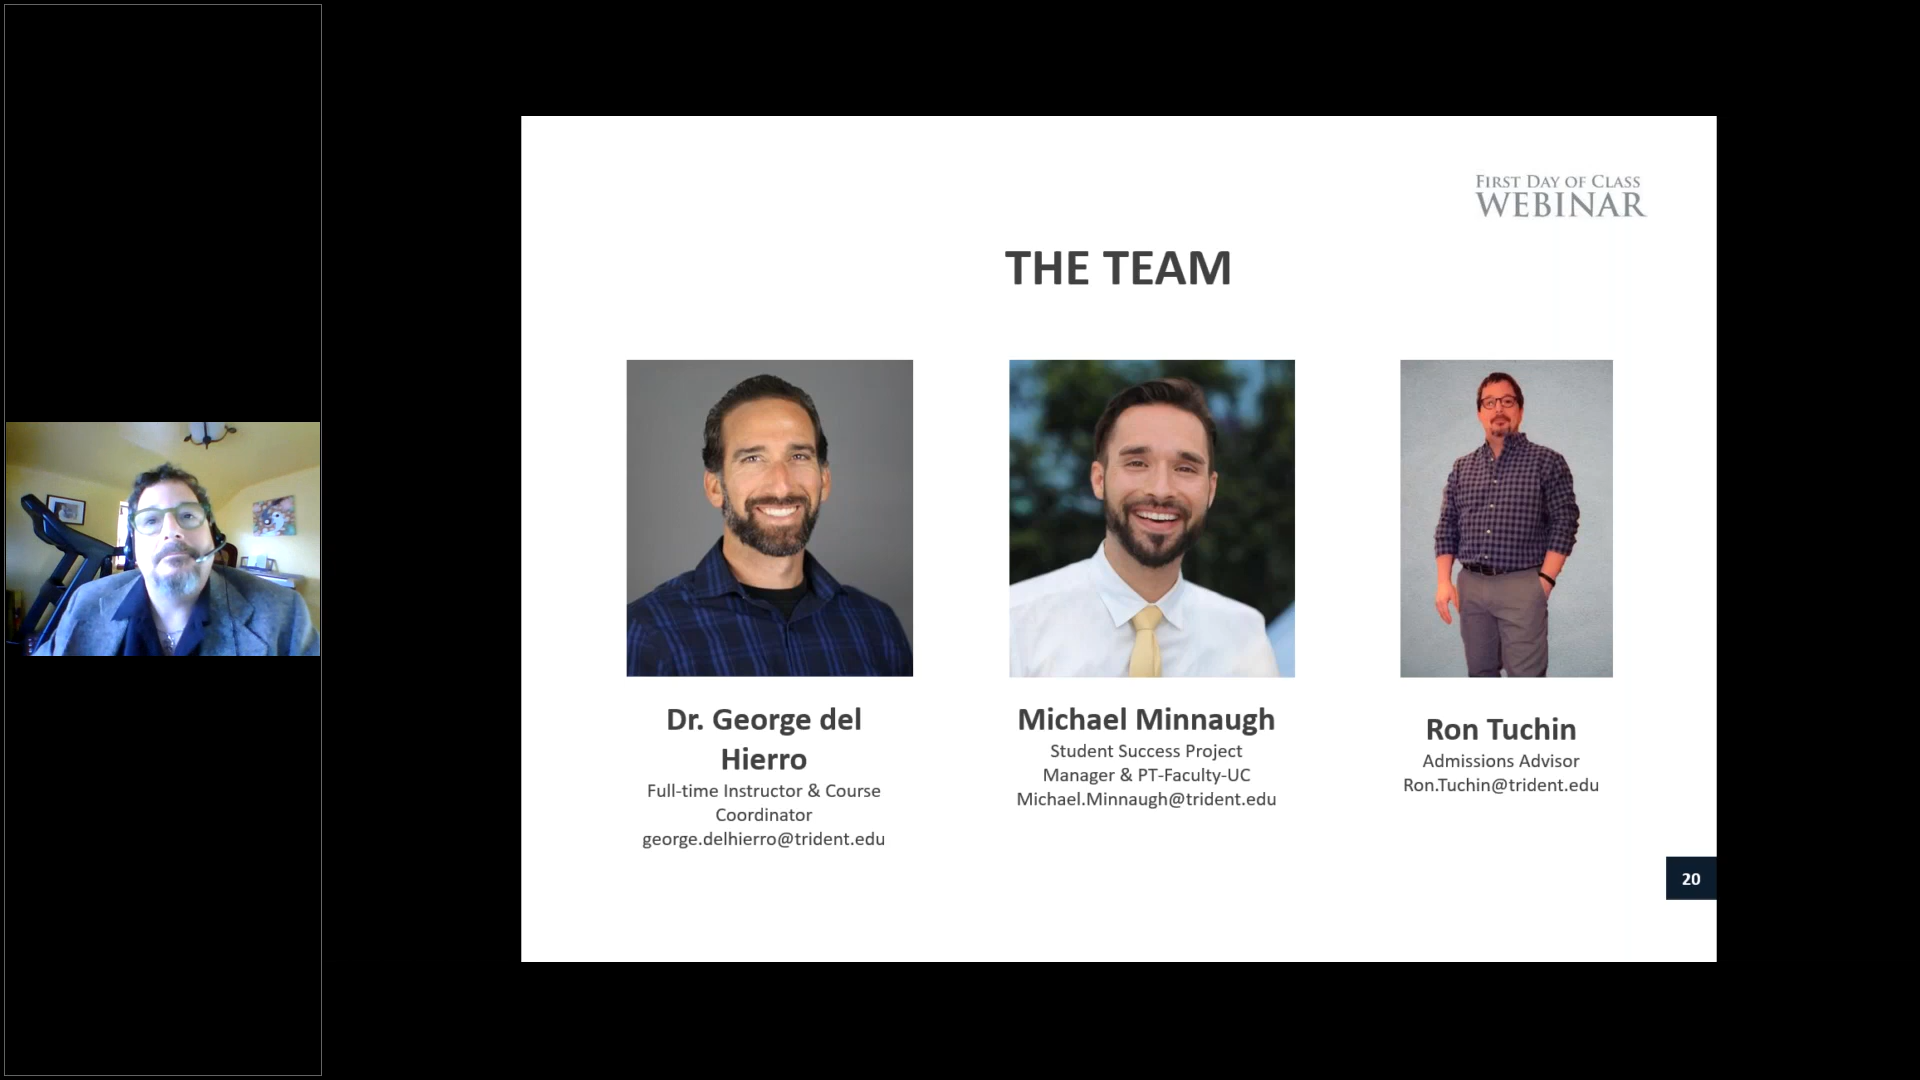 FIRST DAY OF CLASS
WEBINAR
THE TEAM
Dr. George del
Hierro
Full-time Instructor & Course
Coordinator
george.delhierro@trident.edu
Michael Minnaugh
Student Success Project
Manager & PT-Faculty-UC
Michael.Minnaugh@trident.edu
Ron Tuchin
Admissions Advisor
Ron.Tuchin@trident.edu
20